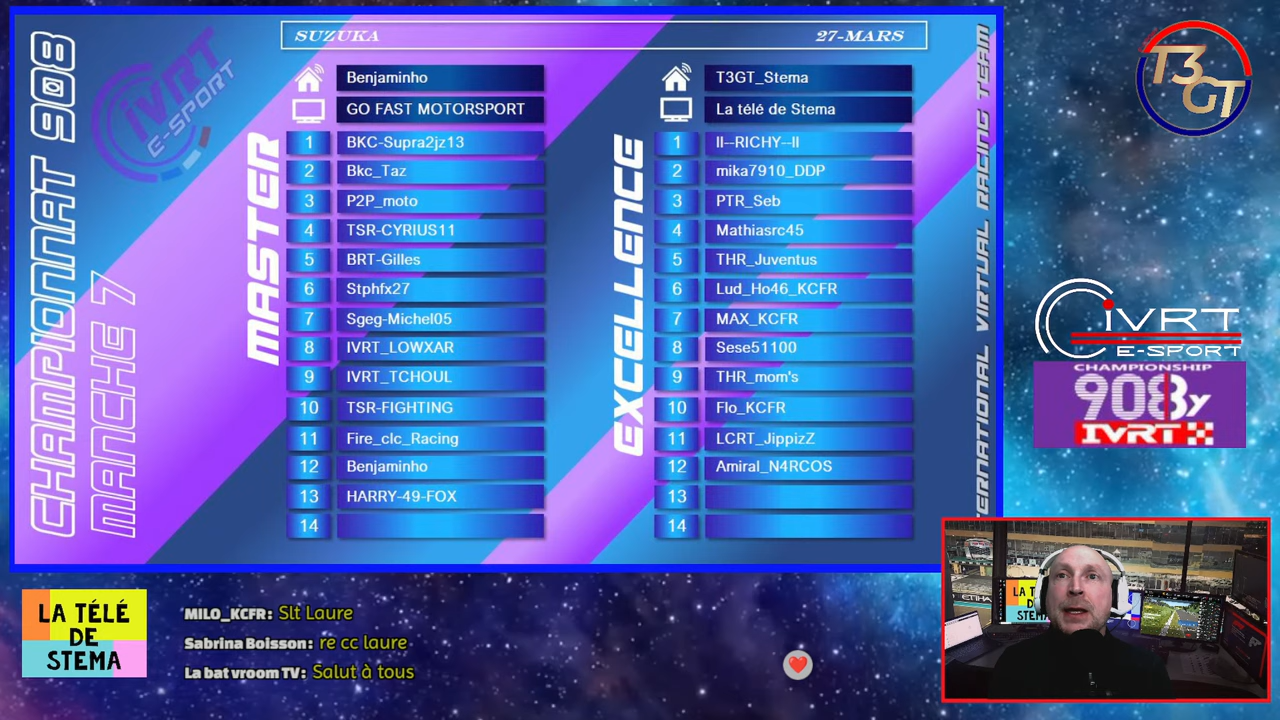 SUZUKA 27-MARS
CHAMPIONNAT 908
MANCHE 7
IVRT
E-SPORT
MASTER
Benjaminho
GO FAST MOTORSPORT
1 BKC-Supra2jz13
2 Bkc_Taz
3 P2P_moto
4 TSR-CYRIUS11
5 BRT-Gilles
6 Stphfx27
7 Sgeg-Michel05
8 IVRT_LOWXAR
9 IVRT_TCHOUL
10 TSR-FIGHTING
11 Fire_clc_Racing
12 Benjaminho
13 HARRY-49-FOX
14
EXCELLENCE
T3GT_Stema
La télé de Stema
1 II--RICHY--II
2 mika7910_DDP
3 PTR_Seb
4 Mathiasrc45
5 THR_Juventus
6 Lud_Ho46_KCFR
7 MAX_KCFR
8 Sese51100
9 THR_mom's
10 Flo_KCFR
11 LCRT_JippizZ
12 Amiral_N4RCOS
13
14
VIRTUAL RACING TEAM
T3GT
IVRT
E-SPORT
CHAMPIONSHIP
908y
IVRT
LA TÉLÉ
DE
STEMA
MILO_KCFR: Slt Laure
Sabrina Boisson: re cc laure
La bat vroom TV: Salut à tous